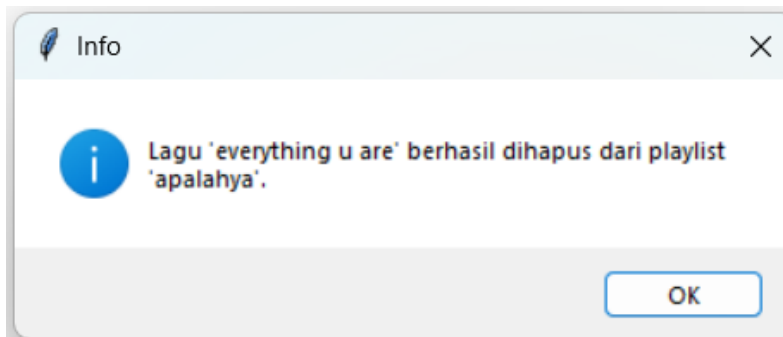 Info
Lagu 'everything u are' berhasil dihapus dari playlist
'apalahya'.
OK